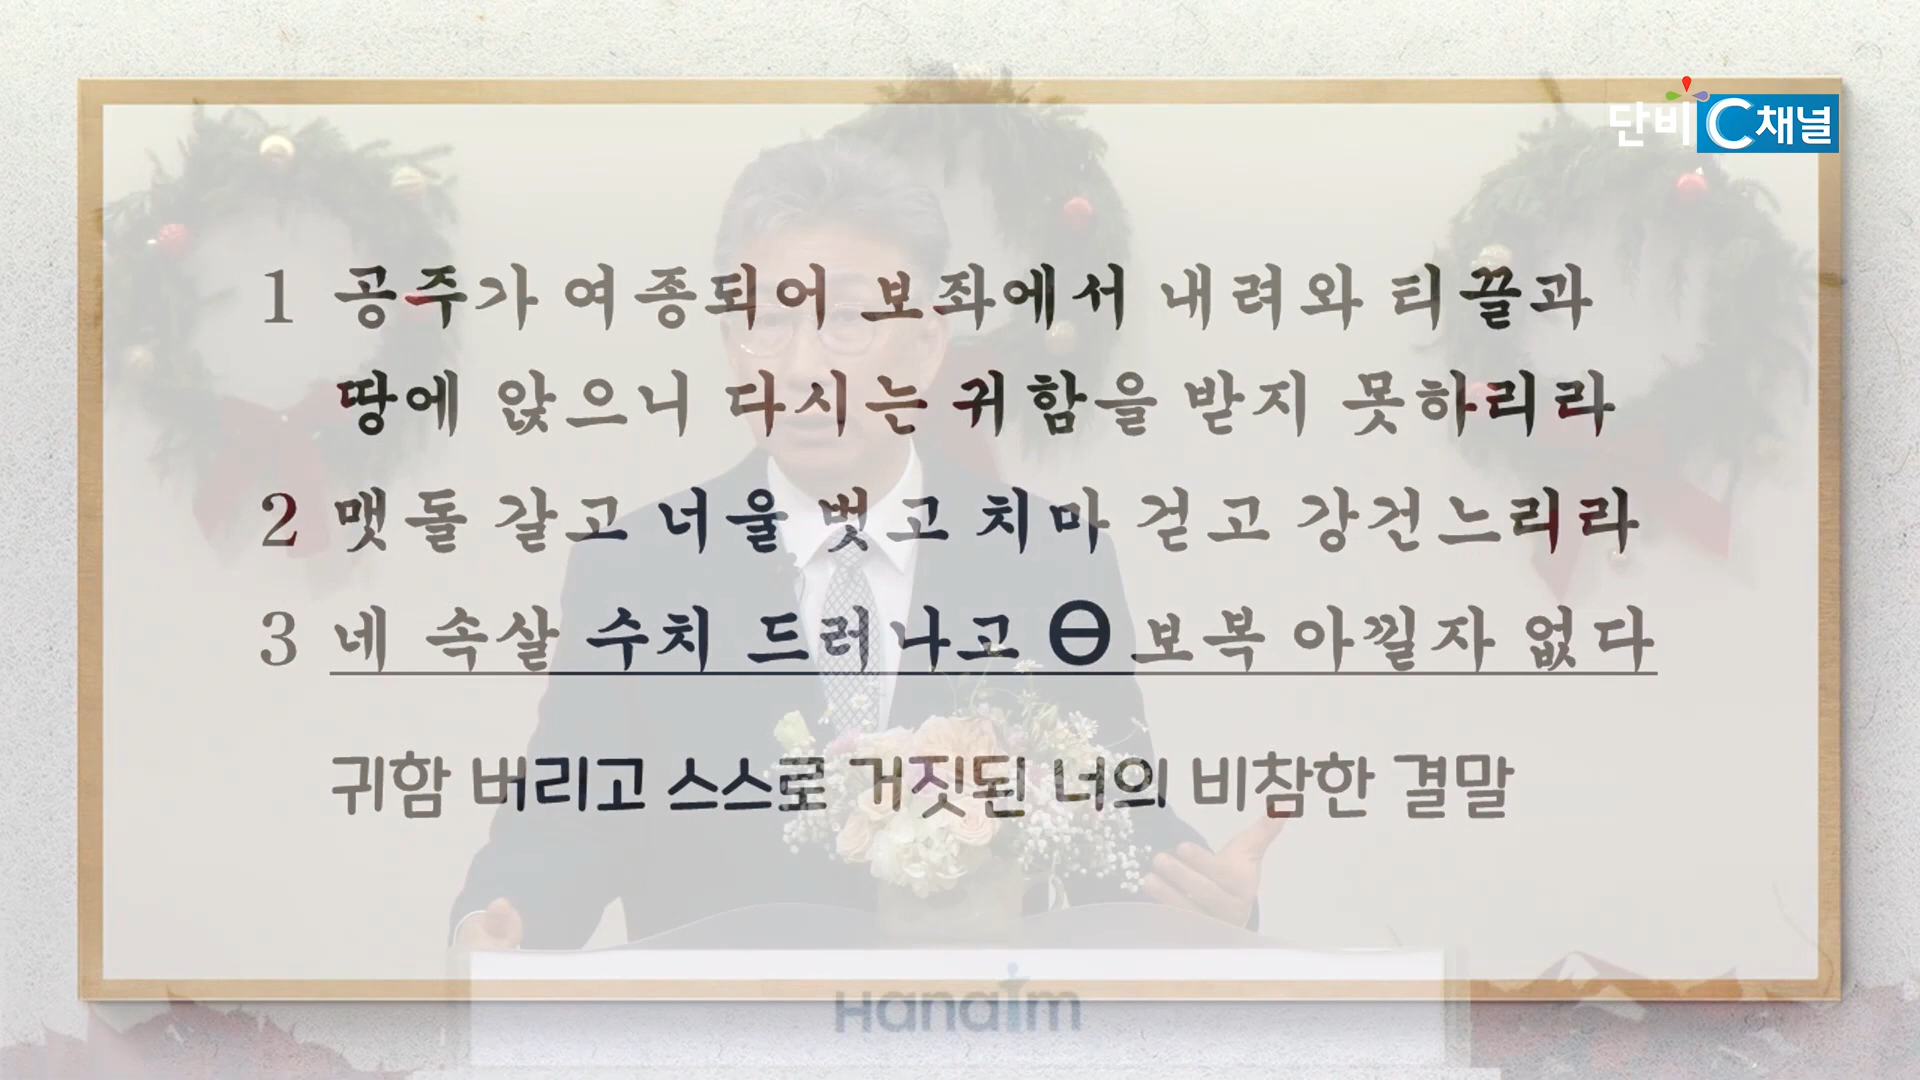 단비 C채널
1 공주가 여종되어 보좌에서 내려와 티끌과
땅에 앉으니 다시는 귀함을 받지 못하리라
2 맷돌 갈고 너울 벗고 치마 걷고 강건느리라
3 네 속살 수치 드러나고 Θ 보복 아낄자 없다
귀함 버리고 스스로 거짓된 너의 비참한 결말
Hanaim